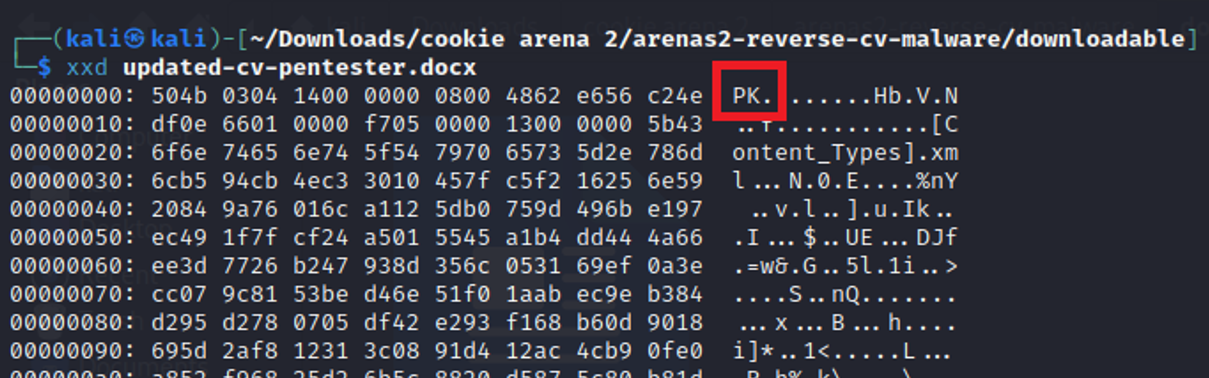 ┌──(kali㉿kali)-[~/Downloads/cookie arena 2/arenas2-reverse-cv-malware/downloadable]
└─$ xxd updated-cv-pentester.docx
00000000: 504b 0304 1400 0000 0800 4862 e656 c24e  PK........Hb.V.N
00000010: df0e 6601 0000 f705 0000 1300 0000 5b43  ..f...........[C
00000020: 6f6e 7465 6e74 5f54 7970 6573 5d2e 786d  ontent_Types].xm
00000030: 6cb5 94cb 4ec3 3010 457f c5f2 1625 6e59  l...N.0.E....%nY
00000040: 2084 9a76 016c a112 5db0 759d 496b e197   ..v.l..].u.Ik..
00000050: ec49 1f7f cf24 a501 5545 a1b4 dd44 4a66  .I...$..UE...DJf
00000060: ee3d 7726 b247 938d 356c 0531 69ef 0a3e  .=w&.G..5l.1i..>
00000070: cc07 9c81 53be d46e 51f0 1aab ec9e b384  ....S..nQ.......
00000080: d295 d278 0705 df42 e293 f168 b60d 9018  ...x...B...h....
00000090: 695d 2af8 1231 3c08 91d4 12ac 4cb9 0fe0  i]*..1<.....L...